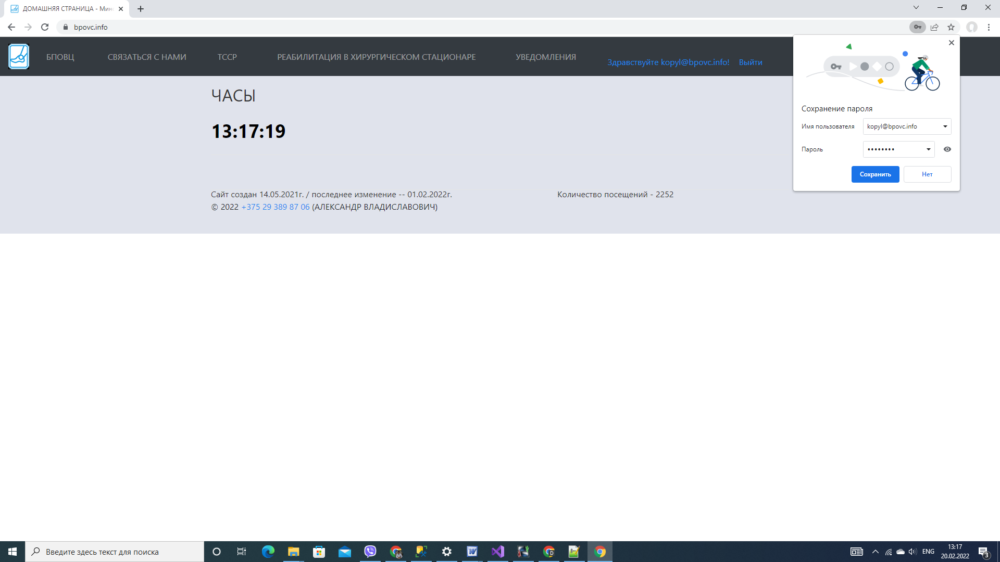 ДОМАШНЯЯ СТРАНИЦА - Мин
bpovc.info
БПОВЦ
СВЯЗАТЬСЯ С НАМИ
ТССР
РЕАБИЛИТАЦИЯ В ХИРУРГИЧЕСКОМ СТАЦИОНАРЕ
УВЕДОМЛЕНИЯ
Здравствуйте kopyl@bpovc.info!
Выйти
ЧАСЫ
13:17:19
Сайт создан 14.05.2021г. / последнее изменение -- 01.02.2022г.
Количество посещений - 2252
© 2022 +375 29 389 87 06 (АЛЕКСАНДР ВЛАДИСЛАВОВИЧ)
Сохранение пароля
Имя пользователя
kopyl@bpovc.info
Пароль
••••••••
Сохранить
Нет
Введите здесь текст для поиска
ENG
13:17
20.02.2022
3